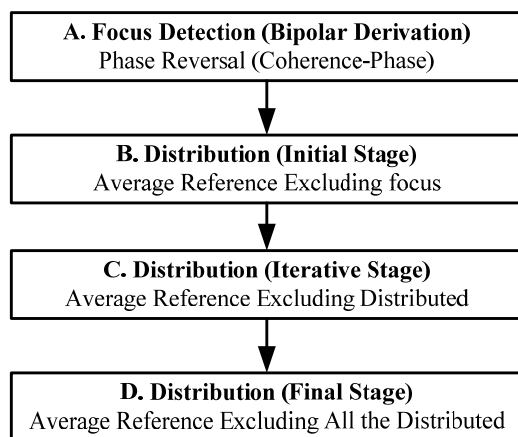 A. Focus Detection (Bipolar Derivation)
Phase Reversal (Coherence-Phase)
B. Distribution (Initial Stage)
Average Reference Excluding focus
C. Distribution (Iterative Stage)
Average Reference Excluding Distributed
D. Distribution (Final Stage)
Average Reference Excluding All the Distributed